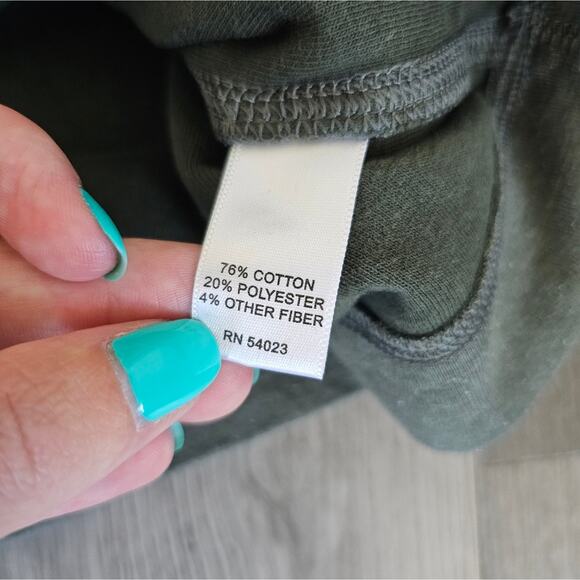 76% COTTON
20% POLYESTER
4% OTHER FIBER
RN 54023